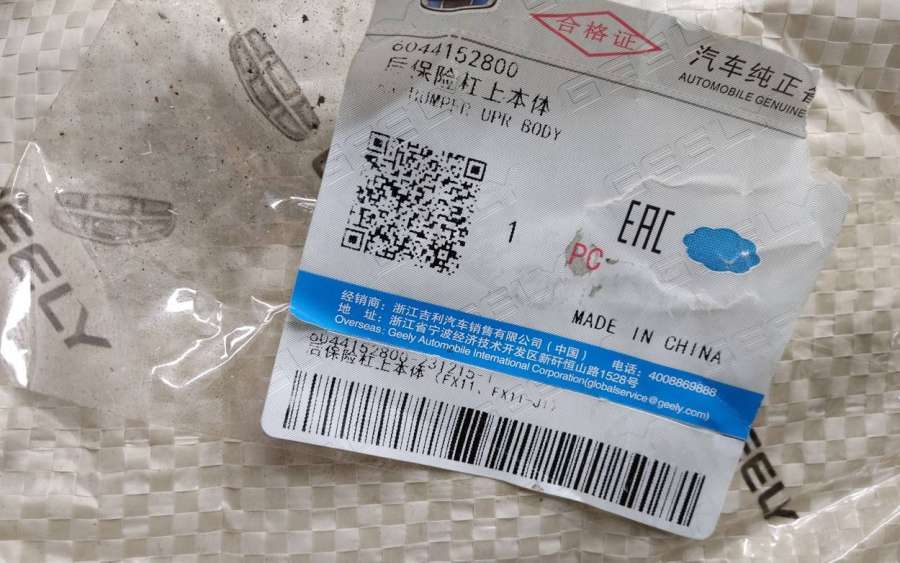 合格证
汽车纯正
AUTOMOBILE GENUINE
6044152800
后保险杠上本体
BUMPER UPR BODY
1
PC
EAC
MADE IN CHINA
经销商：浙江吉利汽车销售有限公司（中国） 电话：4008869888
地 址：浙江省宁波经济技术开发区新矸恒山路1528号
Overseas: Geely Automobile International Corporation(globalservice@geely.com)
6044152800-231215-1
后保险杠上本体 (FX11、FX11-J1)
GEELY
EELY